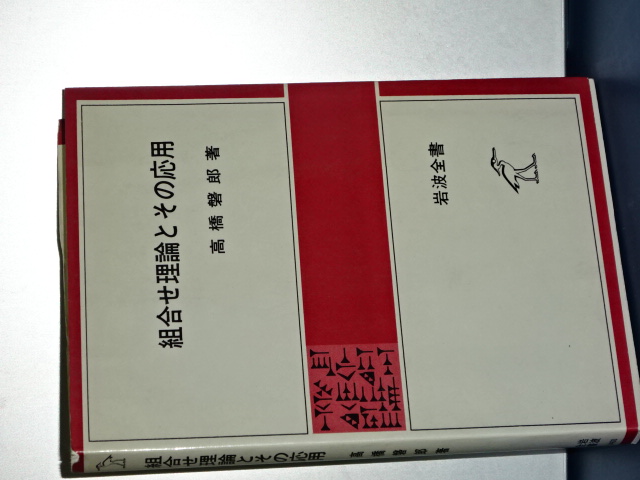 組合せ理論とその応用
高橋磐郎著
岩波全書
組合せ理論とその応用
高橋磐郎著